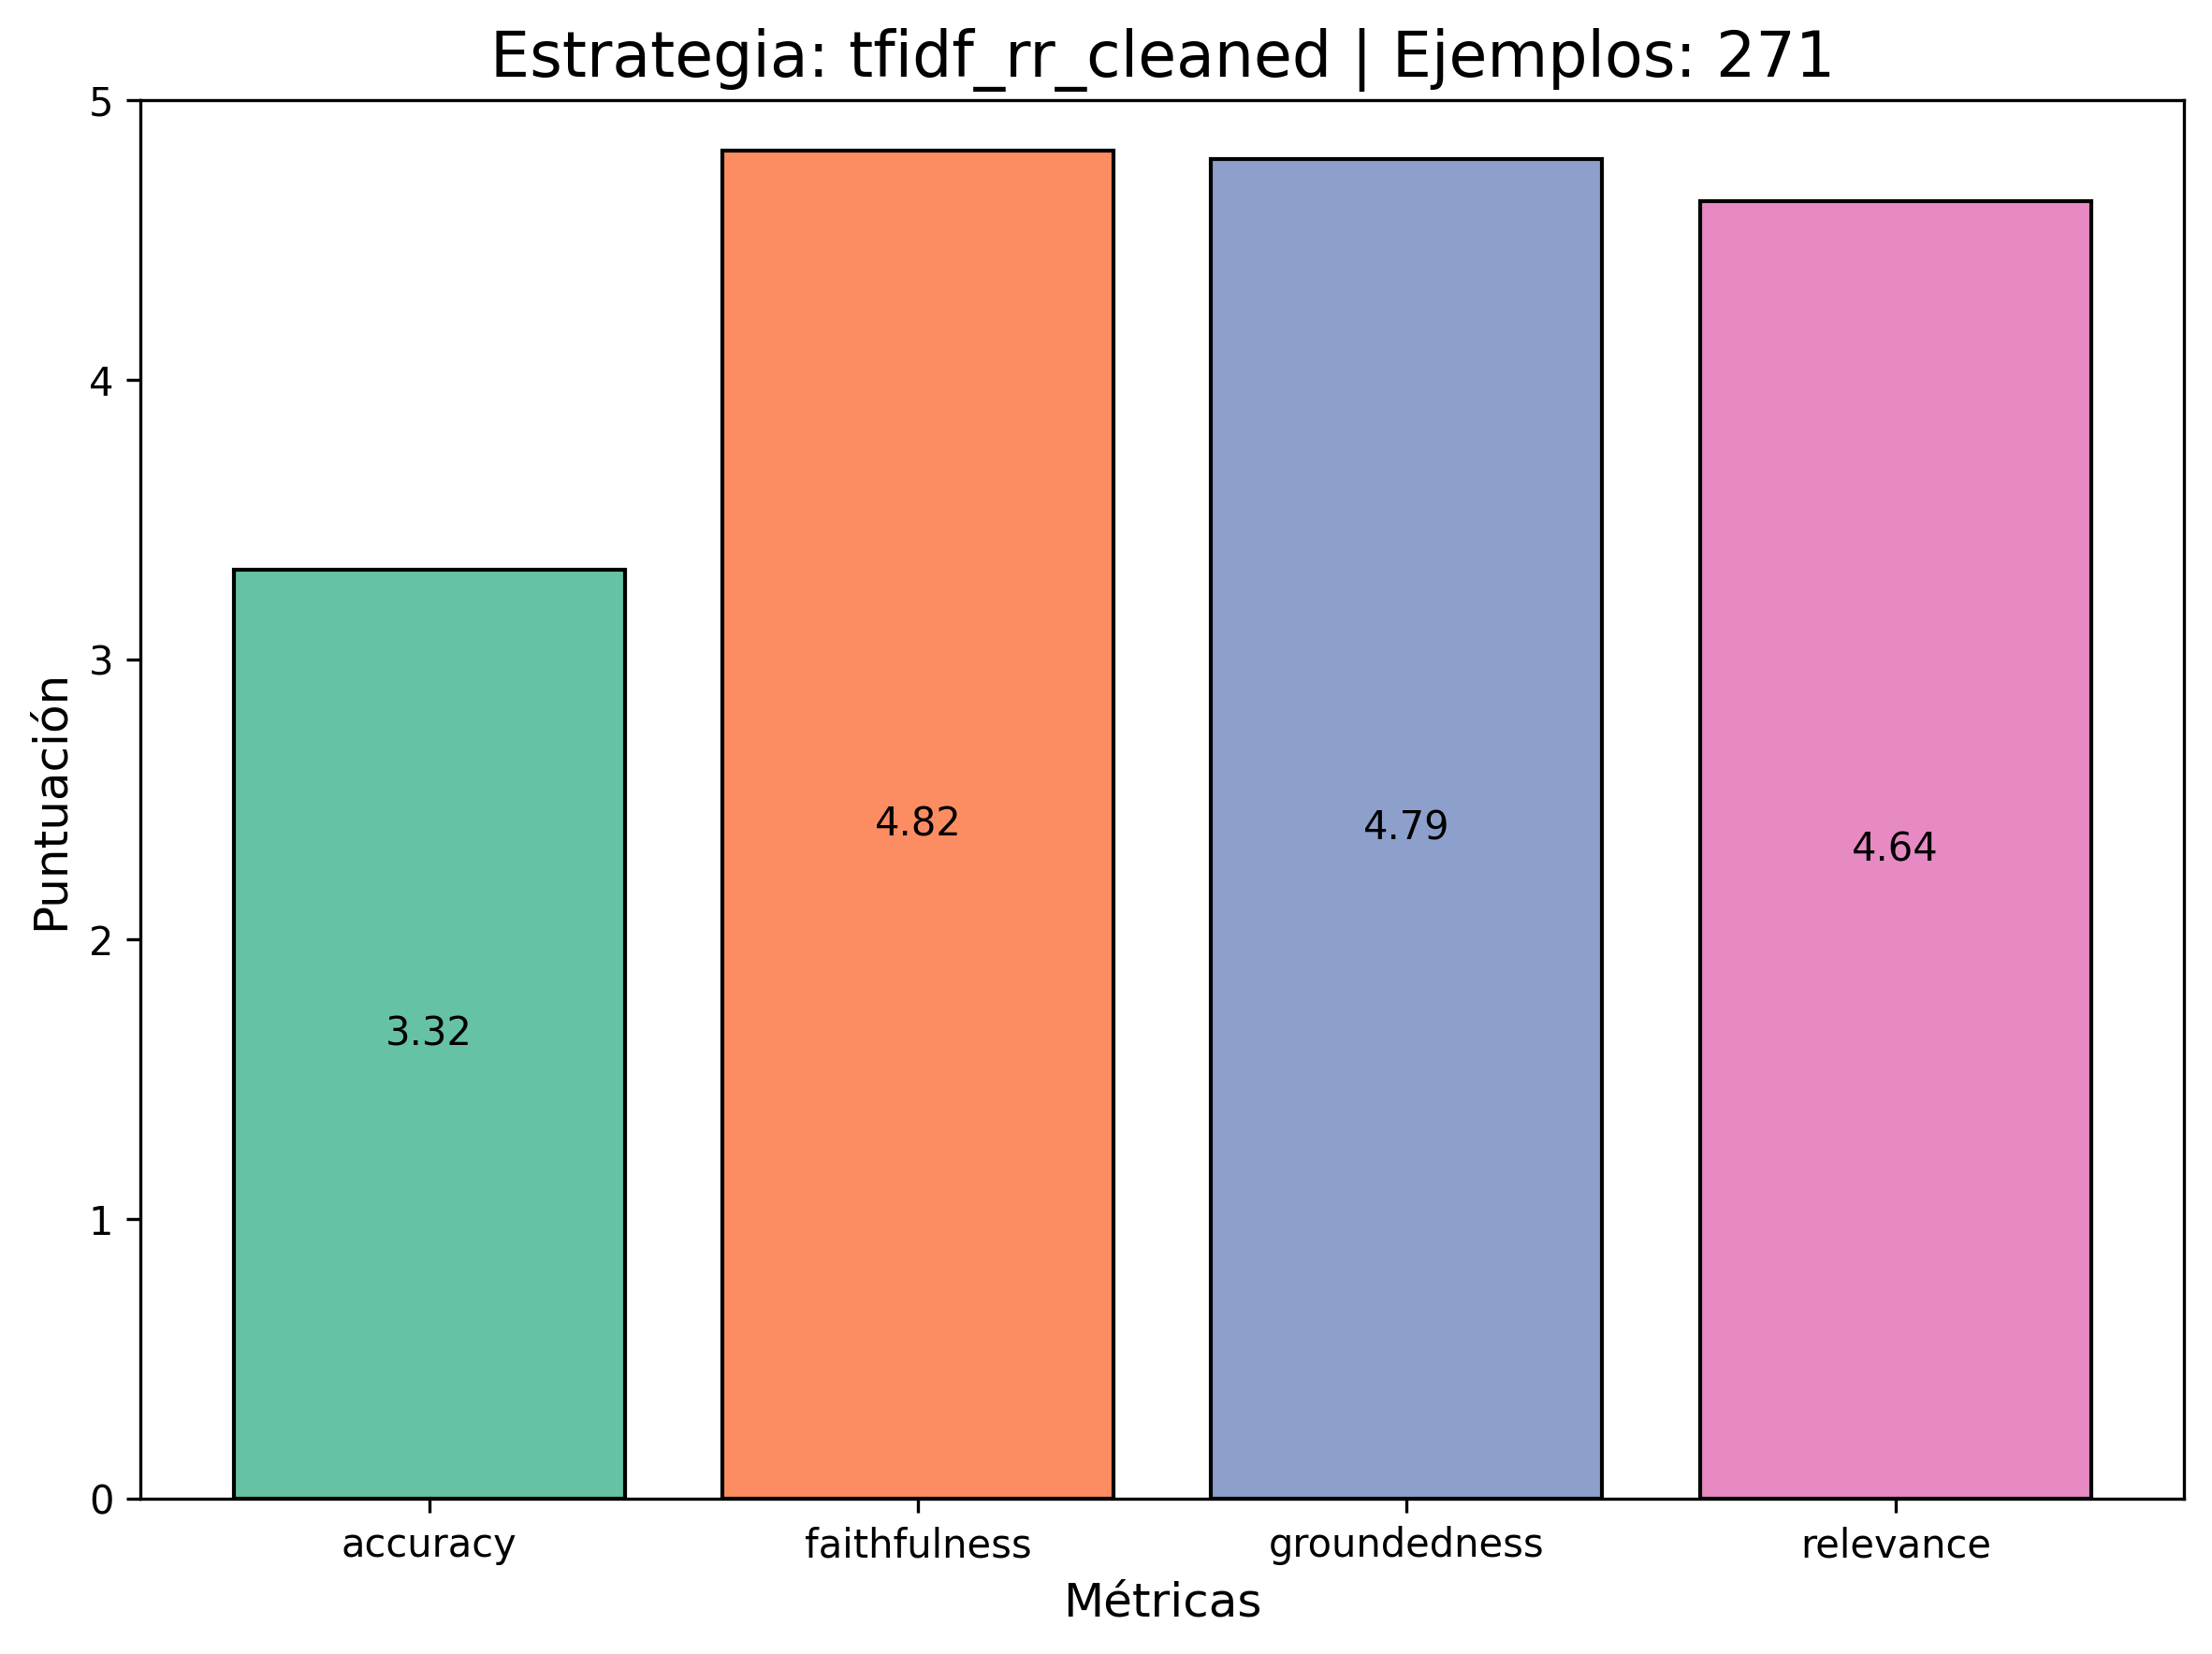 Estrategia: tfidf_rr_cleaned | Ejemplos: 271
5
4
3
2
1
0
Puntuación
3.32
4.82
4.79
4.64
accuracy
faithfulness
groundedness
relevance
Métricas